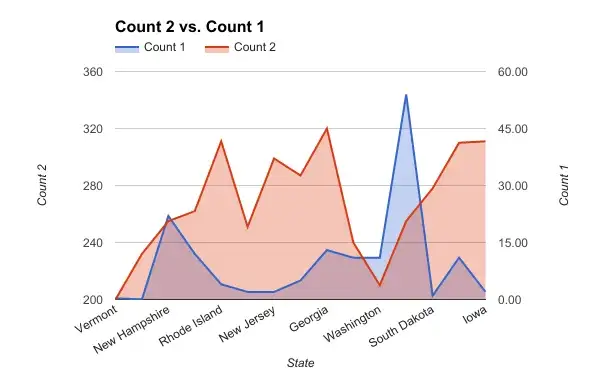 Count 2 vs. Count 1
Count 1 Count 2
360 60.00
320 45.00
280 30.00
240 15.00
200 0.00
Count 2
Count 1
Vermont New Hampshire Rhode Island New Jersey Georgia Washington South Dakota Iowa
State